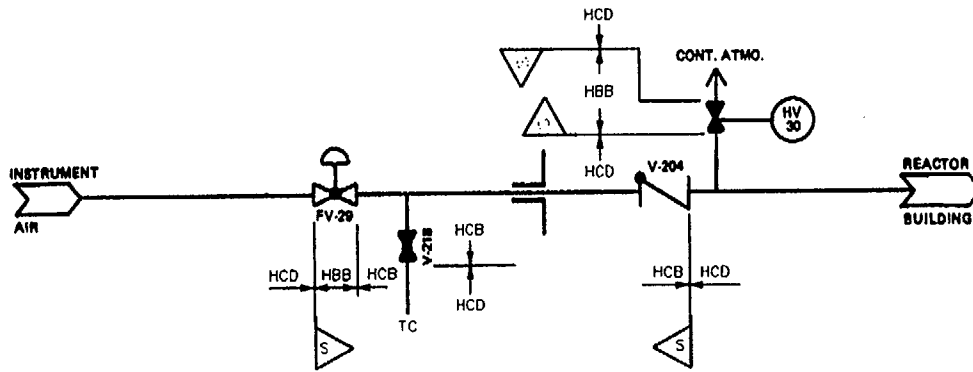 HCD
CONT. ATMO.
HBB
HV
30
HCD
INSTRUMENT
AIR
FV-29
V-218
V-204
REACTOR
BUILDING
HCB
HCD
HCD
HBB
HCB
TC
HCB
HCD
S
S